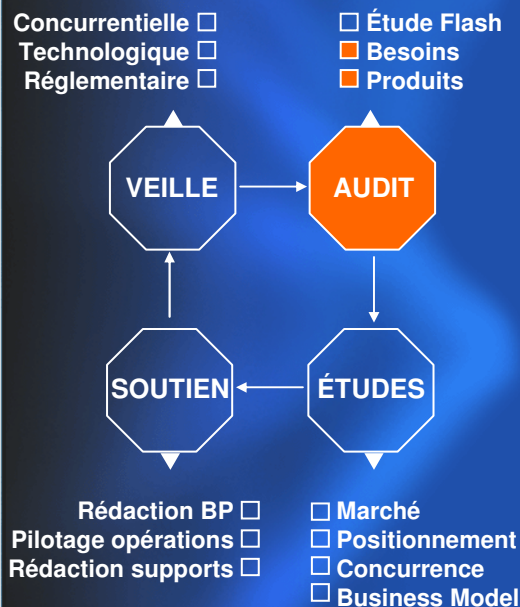 Concurrentielle
Technologique
Réglementaire
Étude Flash
Besoins
Produits
VEILLE
AUDIT
SOUTIEN
ÉTUDES
Rédaction BP
Pilotage opérations
Rédaction supports
Marché
Positionnement
Concurrence
Business Model